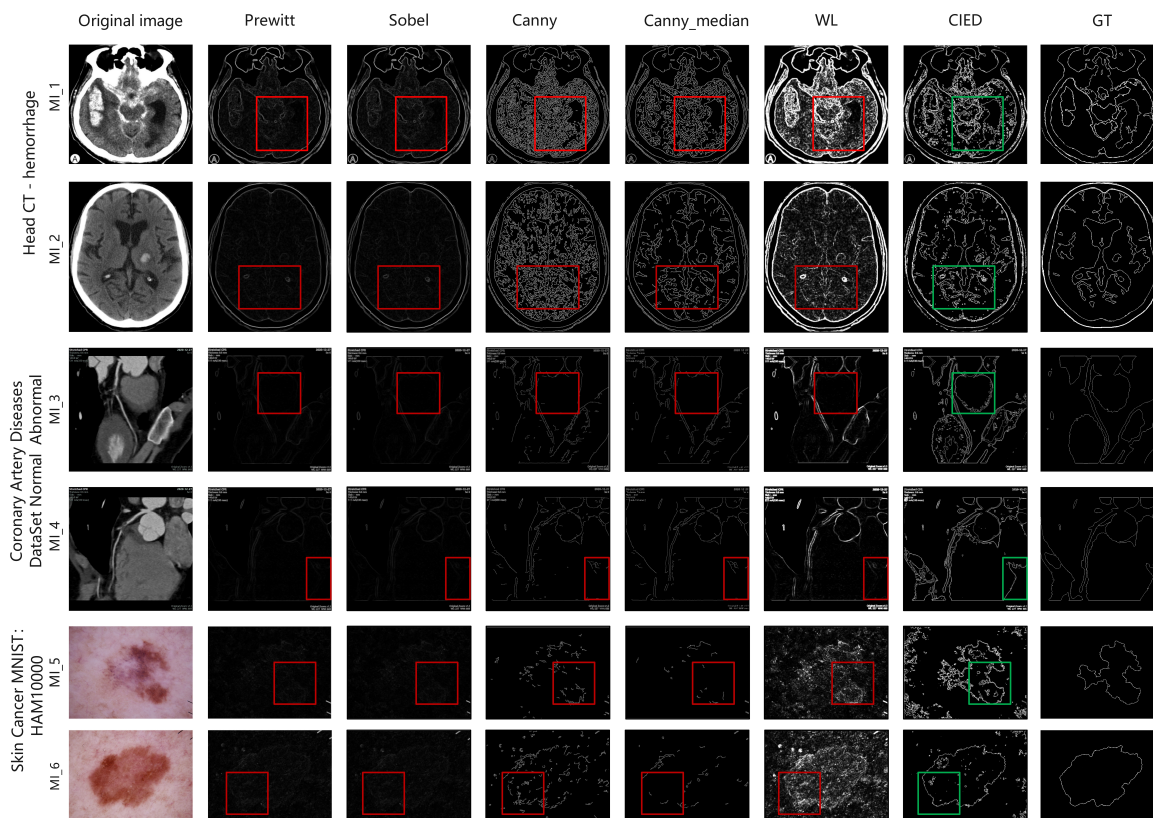 Original image Prewitt Sobel Canny Canny_median WL CIED GT
Head CT - hemorrhage
MI_1
MI_2
Coronary Artery Diseases
DataSet Normal Abnormal
MI_3
MI_4
Skin Cancer MNIST:
HAM10000
MI_5
MI_6
A
A
A
A
A
A
A